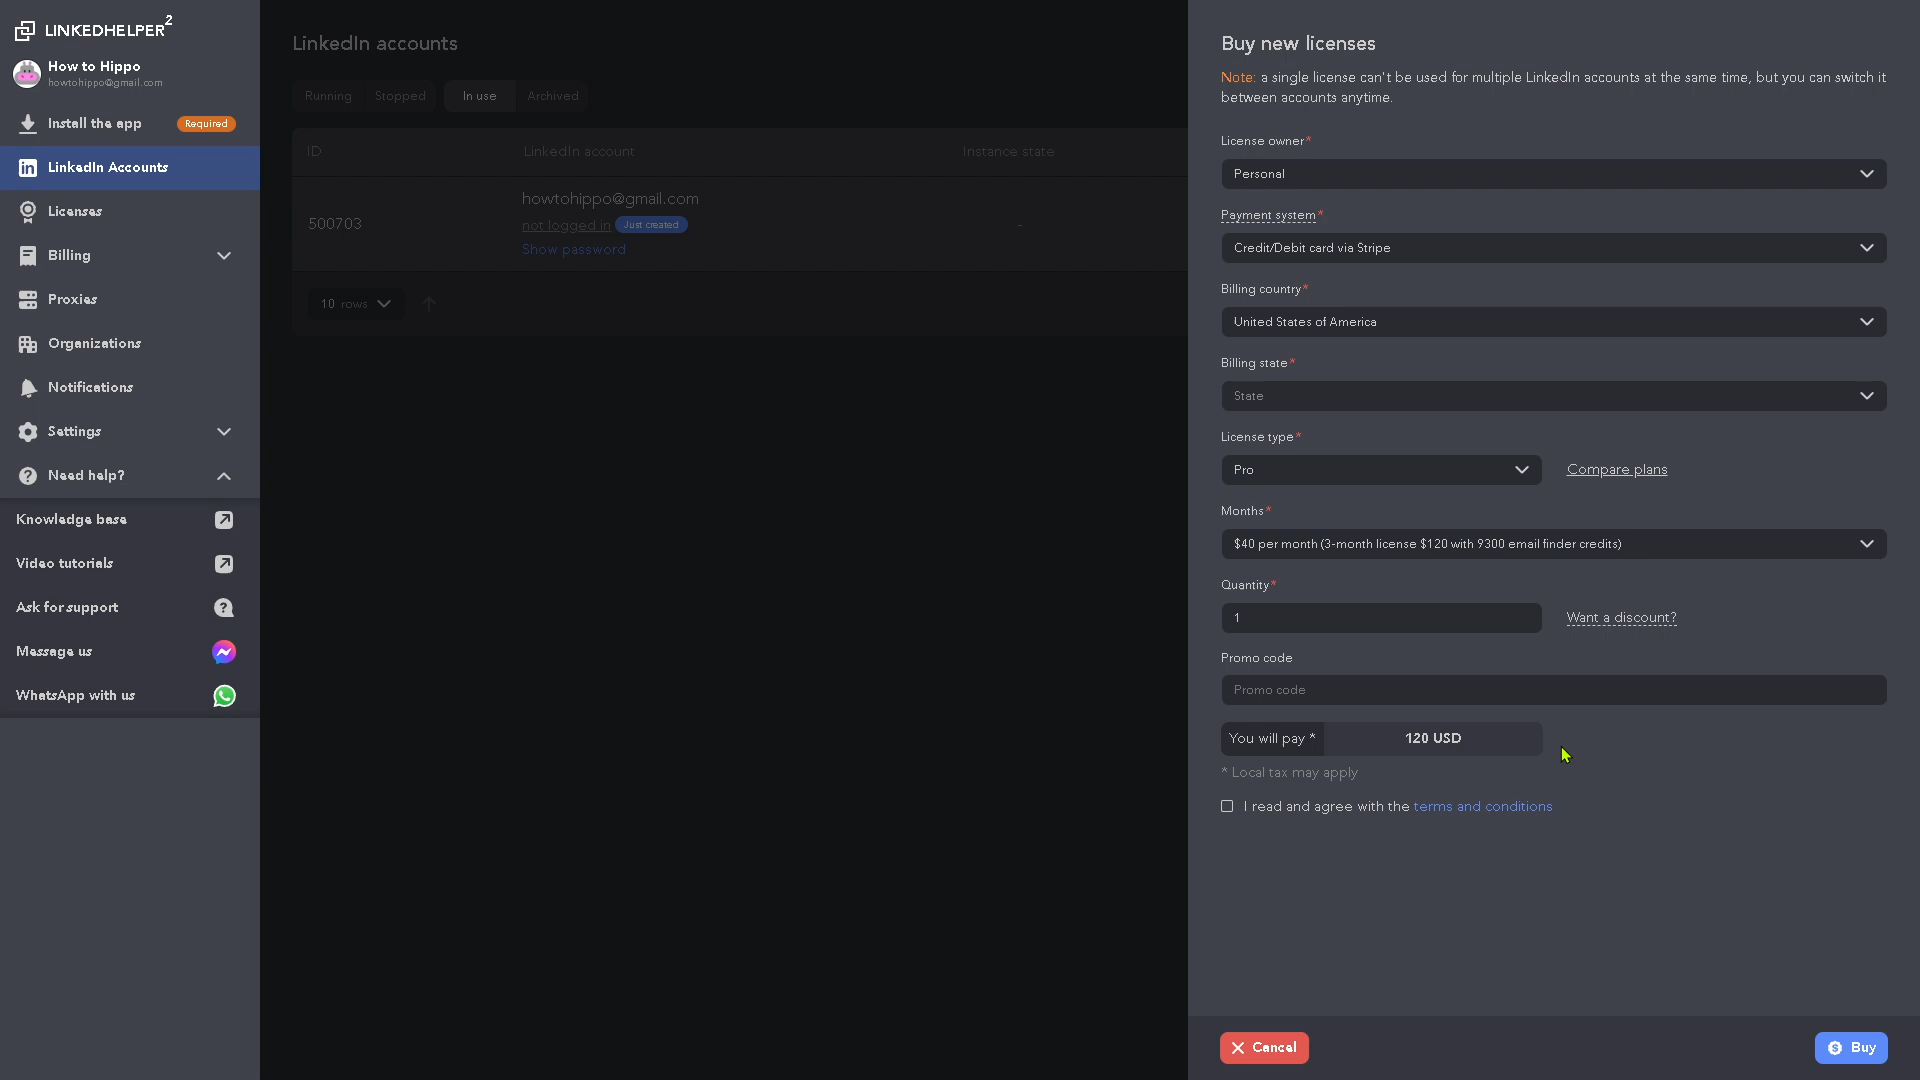 LINKEDHELPER 2
How to Hippo
howtohippo@gmail.com
Install the app Required
LinkedIn Accounts
Licenses
Billing
Proxies
Organizations
Notifications
Settings
Need help?
Knowledge base
Video tutorials
Ask for support
Message us
WhatsApp with us
LinkedIn accounts
Running Stopped In use Archived
ID LinkedIn account Instance state
howtohippo@gmail.com
500703 not logged in Just created -
Show password
10 rows
Buy new licenses
Note: a single license can't be used for multiple LinkedIn accounts at the same time, but you can switch it
between accounts anytime.
License owner*
Personal
Payment system*
Credit/Debit card via Stripe
Billing country*
United States of America
Billing state*
State
License type*
Pro Compare plans
Months*
$40 per month (3-month license $120 with 9300 email finder credits)
Quantity*
1 Want a discount?
Promo code
Promo code
You will pay * 120 USD
* Local tax may apply
I read and agree with the terms and conditions
Cancel Buy